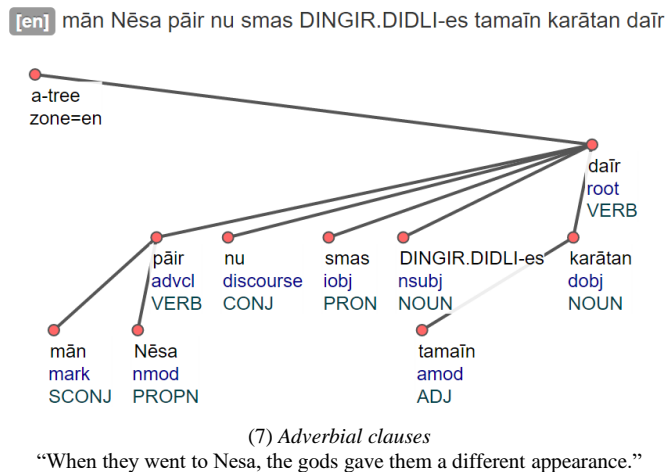 [en] mān Nēsa pāir nu smas DINGIR.DIDLI-es tamaīn karātan daīr
a-tree
zone=en
daīr
root
VERB
pāir nu smas DINGIR.DIDLI-es karātan
advcl discourse iobj nsubj dobj
VERB CONJ PRON NOUN NOUN
mān Nēsa tamaīn
mark nmod amod
SCONJ PROPN ADJ
(7) Adverbial clauses
“When they went to Nesa, the gods gave them a different appearance.”